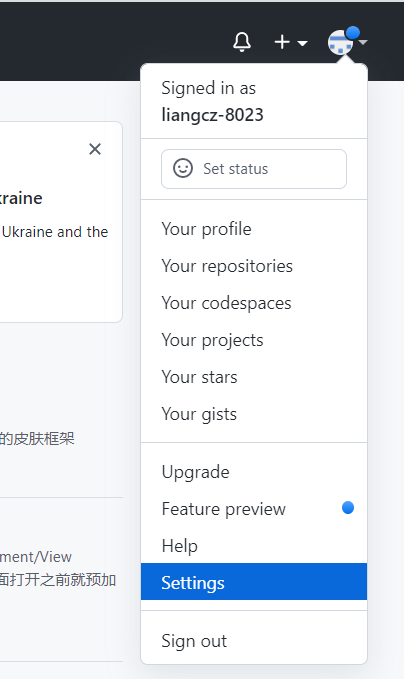 Signed in as
liangcz-8023
Set status
Your profile
Your repositories
Your codespaces
Your projects
Your stars
Your gists
Upgrade
Feature preview
Help
Settings
Sign out
kraine
Ukraine and the
的皮肤框架
ment/View
面打开之前就预加